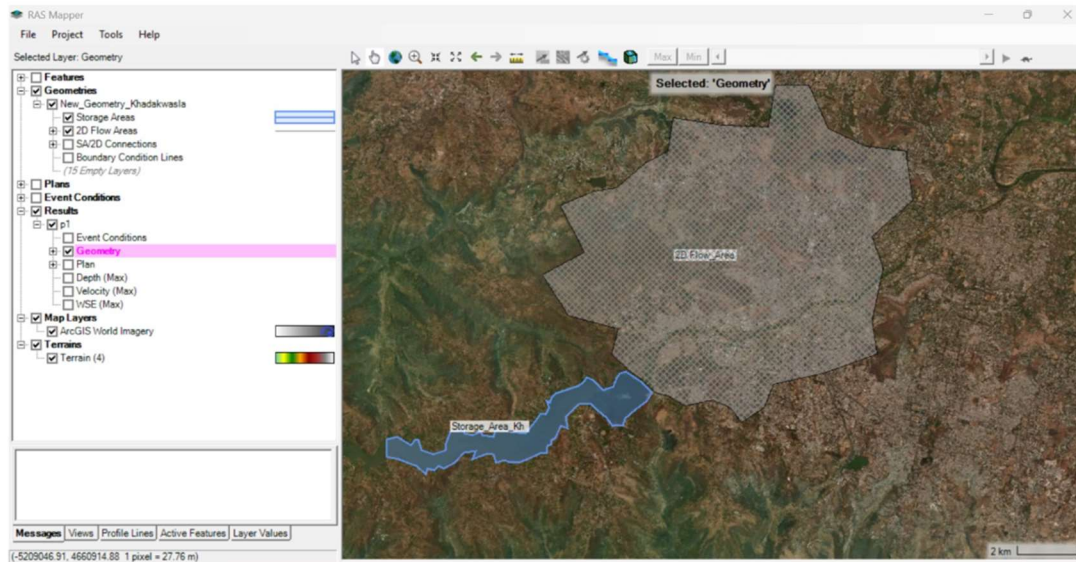 RAS Mapper
File Project Tools Help
Selected Layer: Geometry
Max Min
Features
Geometries
New_Geometry_Khadakwasla
Storage Areas
2D Flow Areas
SA/2D Connections
Boundary Condition Lines
(15 Empty Layers)
Plans
Event Conditions
Results
p1
Event Conditions
Geometry
Plan
Depth (Max)
Velocity (Max)
WSE (Max)
Map Layers
ArcGIS World Imagery
Terrains
Terrain (4)
Selected: 'Geometry'
2D Flow_Area
Storage_Area_Kh
Messages Views Profile Lines Active Features Layer Values
(-5209046.91, 4660914.88 1 pixel = 27.76 m)
2 km